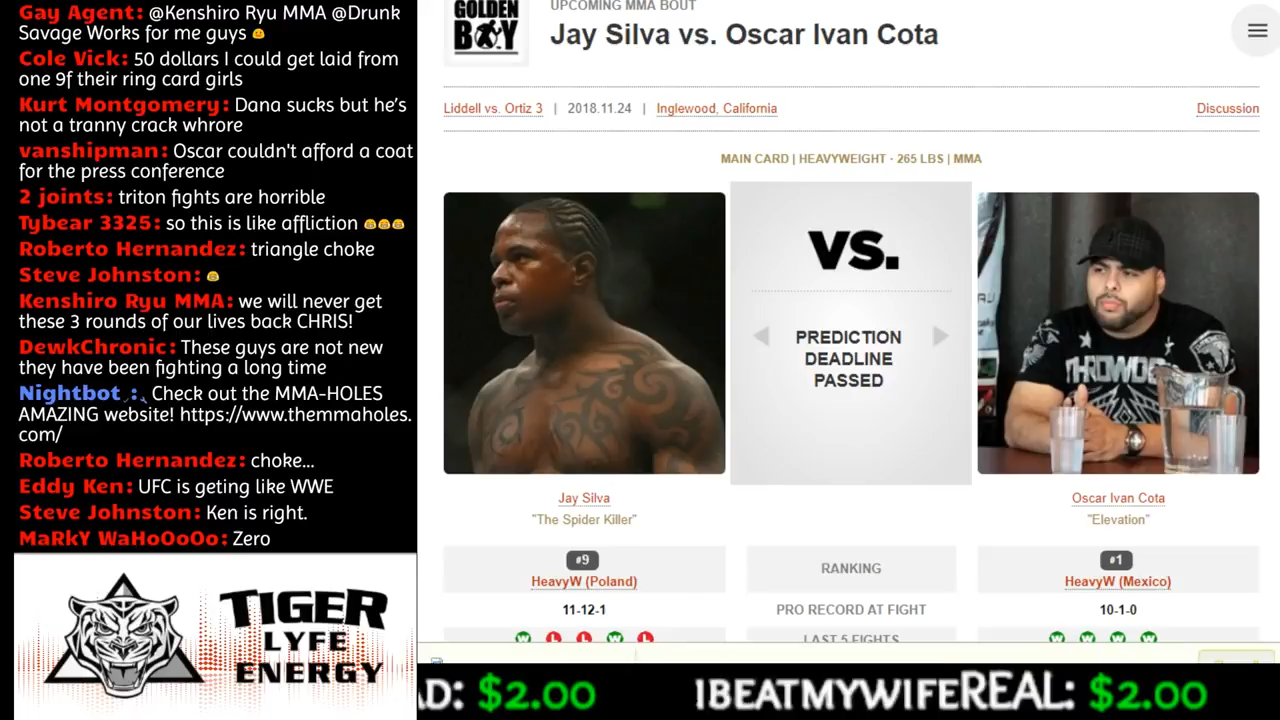 Gay Agent: @Kenshiro Ryu MMA @Drunk
Savage Works for me guys
Cole Vick: 50 dollars I could get laid from
one 9f their ring card girls
Kurt Montgomery: Dana sucks but he's
not a tranny crack whrore
vanshipman: Oscar couldn't afford a coat
for the press conference
2 joints: triton fights are horrible
Tybear 3325: so this is like affliction
Roberto Hernandez: triangle choke
Steve Johnston:
Kenshiro Ryu MMA: we will never get
these 3 rounds of our lives back CHRIS!
DewkChronic: These guys are not new
they have been fighting a long time
Nightbot : Check out the MMA-HOLES
AMAZING website! https://www.themmaholes.
com/
Roberto Hernandez: choke...
Eddy Ken: UFC is geting like WWE
Steve Johnston: Ken is right.
MaRkY WaHoOoOo: Zero
TIGER
LYFE
ENERGY
GOLDEN
BOY
UPCOMING MMA BOUT
Jay Silva vs. Oscar Ivan Cota
Liddell vs. Ortiz 3 | 2018.11.24 | Inglewood, California
Discussion
MAIN CARD | HEAVYWEIGHT · 265 LBS | MMA
VS.
PREDICTION
DEADLINE
PASSED
THROWDO
Jay Silva
"The Spider Killer"
Oscar Ivan Cota
"Elevation"
#9
HeavyW (Poland)
RANKING
#1
HeavyW (Mexico)
11-12-1
PRO RECORD AT FIGHT
10-1-0
W L L W L
LAST 5 FIGHTS
W W W W
AD: $2.00
IBEATMYWIFEREAL: $2.00